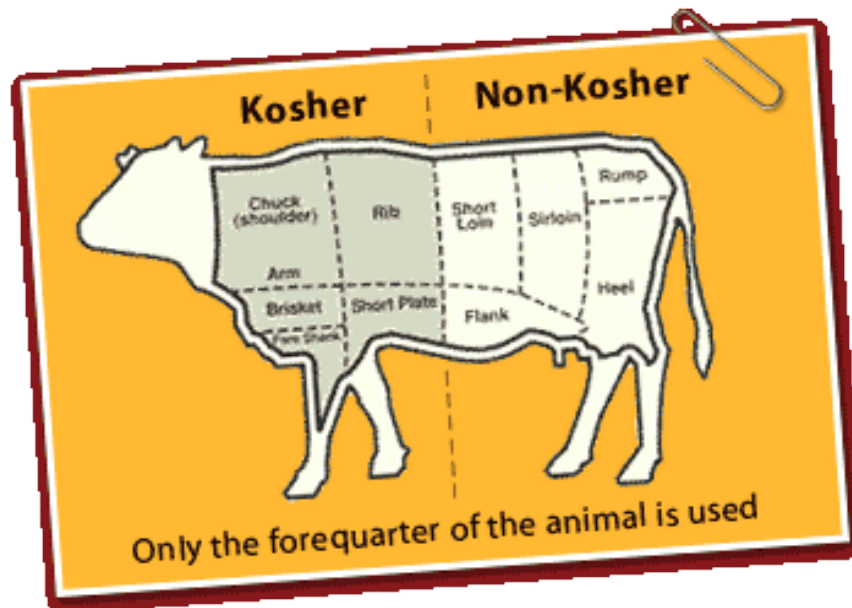 Kosher
Non-Kosher
Chuck
(shoulder)
Rib
Short
Loin
Sirloin
Rump
Arm
Heel
Brisket
Short Plate
Flank
Fore Shank
Only the forequarter of the animal is used